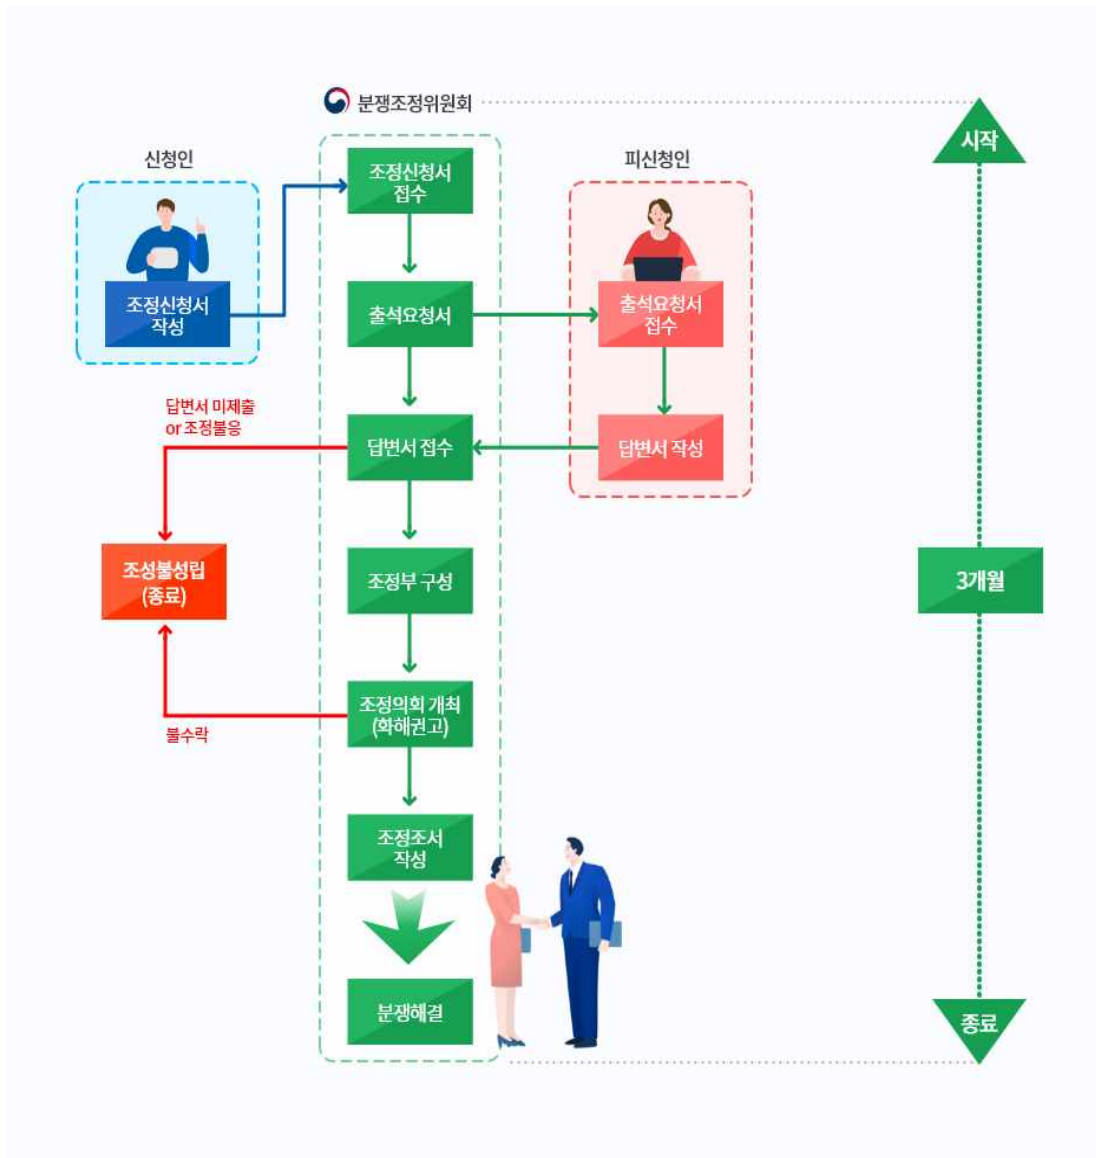 분쟁조정위원회
시작
신청인
피신청인
조정신청서
접수
조정신청서
작성
출석요청서
출석요청서
접수
답변서 미제출
or 조정불응
답변서 접수
답변서 작성
조성불성립
(종료)
조정부 구성
3개월
조정의회 개최
(화해권고)
불수락
조정조서
작성
분쟁해결
종료